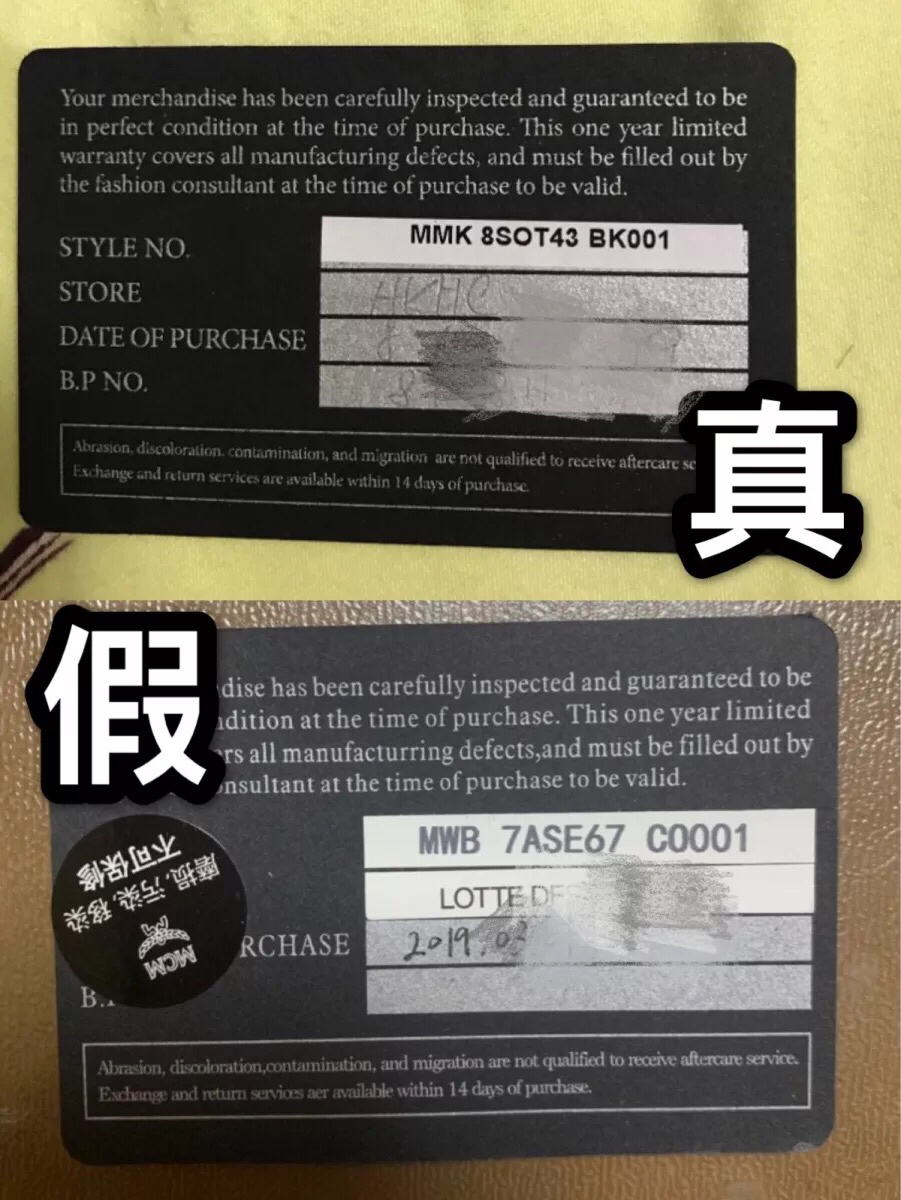 Your merchandise has been carefully inspected and guaranteed to be
in perfect condition at the time of purchase. This one year limited
warranty covers all manufacturing defects, and must be filled out by
the fashion consultant at the time of purchase to be valid.
STYLE NO. MMK 8SOT43 BK001
STORE HKHC
DATE OF PURCHASE
B.P NO.
Abrasion, discoloration. contamination, and migration are not qualified to receive aftercare se
Exchange and return services are available within 14 days of purchase.
真
假
dise has been carefully inspected and guaranteed to be
dition at the time of purchase. This one year limited
rs all manufacturring defects,and must be filled out by
onsultant at the time of purchase to be valid.
MWB 7ASE67 CO001
LOTTE
RCHASE 2019.
B.
磨损,污染,移染
不可保修
MCM
Abrasion, discoloration,contamination, and migration are not qualified to receive aftercare service.
Exchange and return services aer available within 14 days of purchase.